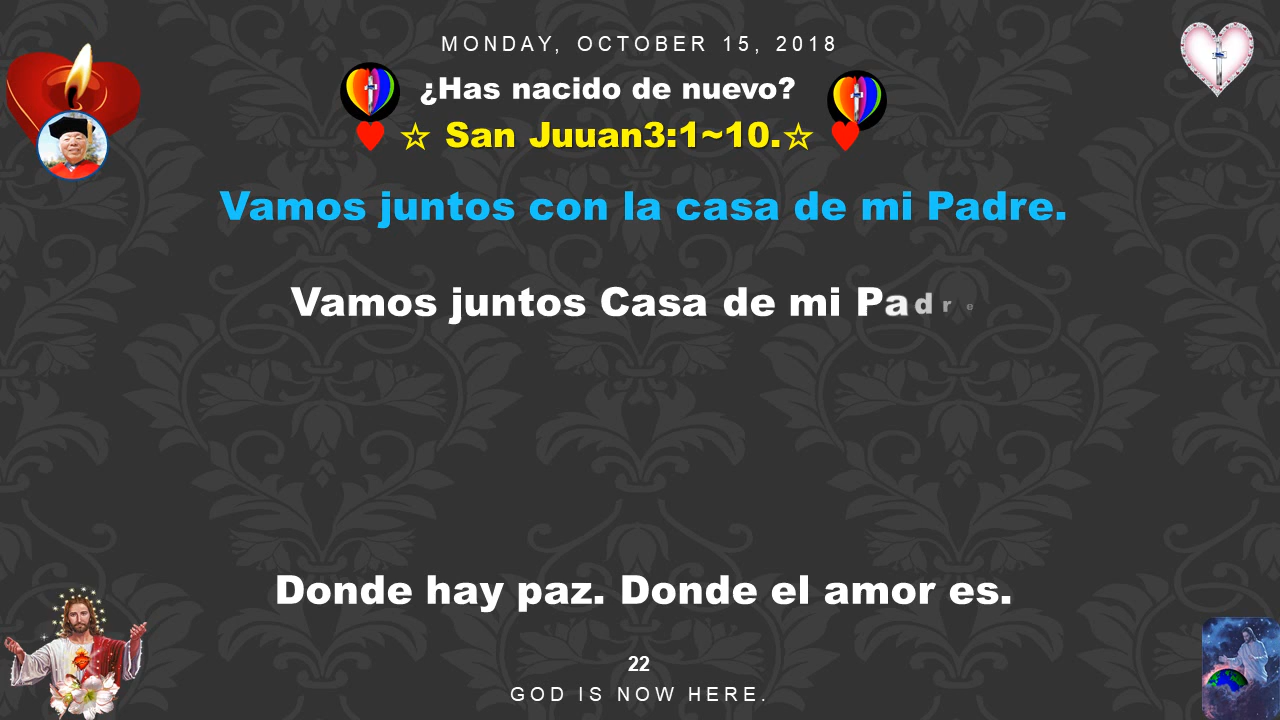 MONDAY, OCTOBER 15, 2018
¿Has nacido de nuevo?
♥ ☆ San Juuan3:1~10.☆ ♥
Vamos juntos con la casa de mi Padre.
Vamos juntos Casa de mi Padre
Donde hay paz. Donde el amor es.
22
GOD IS NOW HERE.